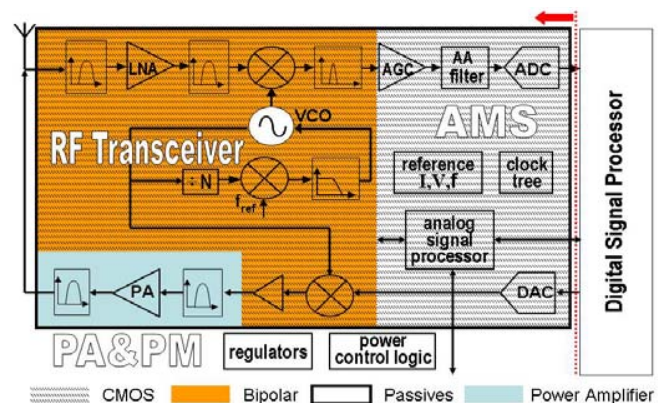 LNA
AGC
AA
filter
ADC
VCO
AMS
RF Transceiver
÷ N
fref
reference
I,V,f
clock
tree
analog
signal
processor
PA
DAC
Digital Signal Processor
PA&PM
regulators
power
control logic
CMOS
Bipolar
Passives
Power Amplifier